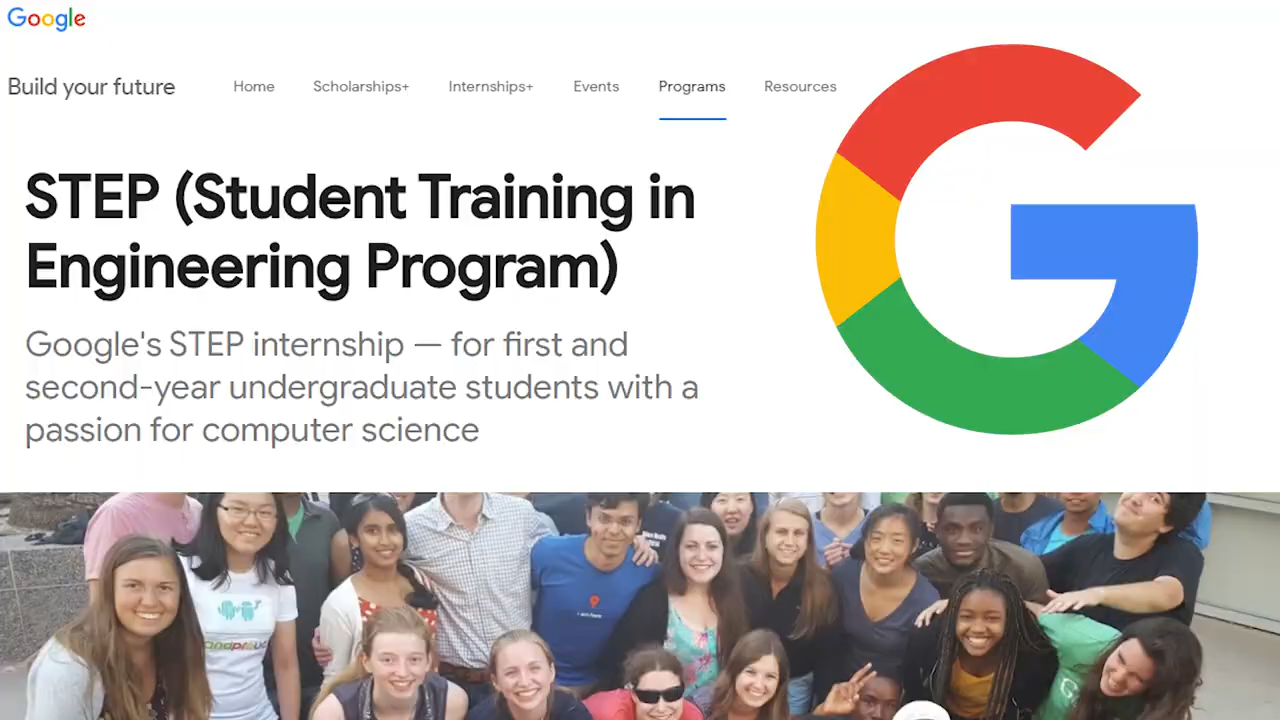 Google
Build your future
Home
Scholarships+
Internships+
Events
Programs
Resources
STEP (Student Training in
Engineering Program)
Google's STEP internship — for first and
second-year undergraduate students with a
passion for computer science